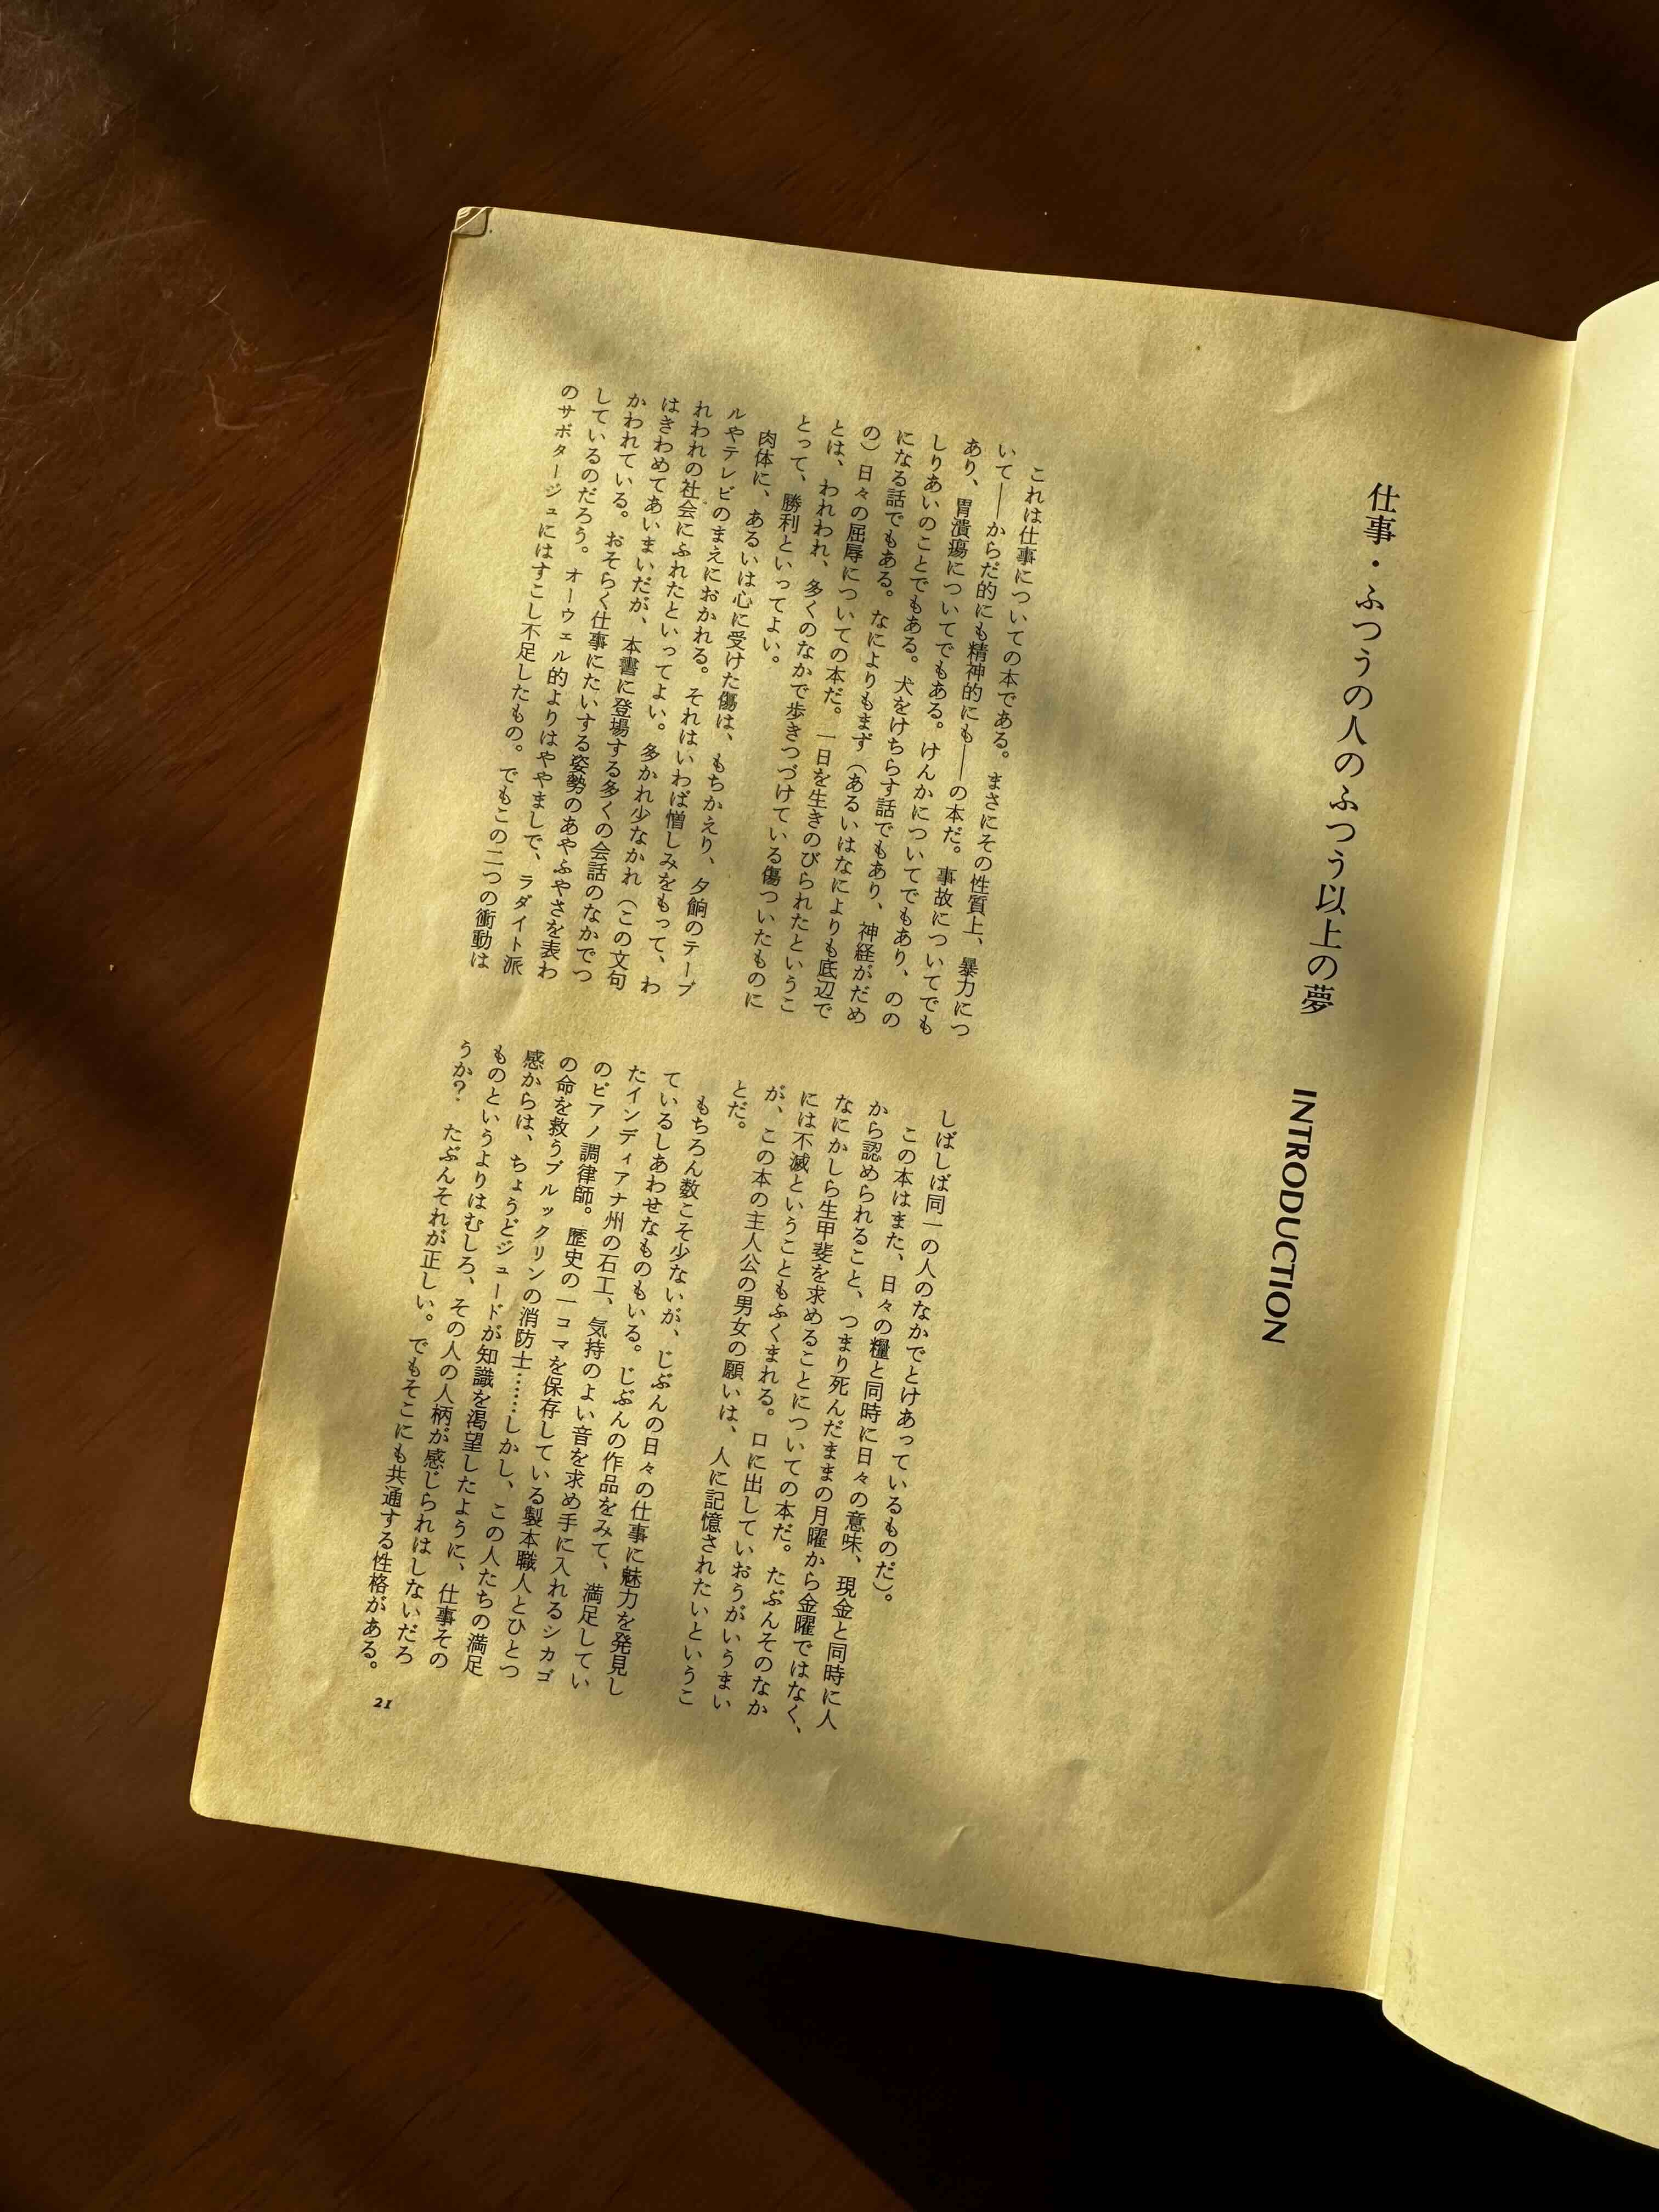 仕事・ふつうの人のふつう以上の夢　INTRODUCTION
これは仕事についての本である。まさにその性質上、暴力につ
いて――からだ的にも精神的にも――の本だ。事故についてでも
あり、胃潰瘍についてでもある。けんかについてでもあり、のの
しりあいのことでもある。犬をけちらす話でもあり、神経がだめ
になる話でもある。なによりもまず（あるいはなによりも底辺で
の）日々の屈辱についての本だ。一日を生きのびられたというこ
とは、われわれ、多くのなかで歩きつづけている傷ついたものに
とって、勝利といってよい。
肉体に、あるいは心に受けた傷は、もちかえり、夕餉のテーブ
ルやテレビのまえにおかれる。それはいわば憎しみをもって、わ
れわれの社会にふれたといってよい。多かれ少なかれ（この文句
はきわめてあいまいだが、本書に登場する多くの会話のなかでつ
かわれている。おそらく仕事にたいする姿勢のあやふやさを表わ
しているのだろう。オーウェル的よりはややましで、ラダイト派
のサボタージュにはすこし不足したもの。でもこの二つの衝動は
しばしば同一の人のなかでとけあっているものだ）。
この本はまた、日々の糧と同時に日々の意味、現金と同時に人
から認められること、つまり死んだままの月曜から金曜ではなく、
なにかしら生甲斐を求めることについての本だ。たぶんそのなか
には不滅ということもふくまれる。口に出していおうがいうまい
が、この本の主人公の男女の願いは、人に記憶されたいというこ
とだ。
もちろん数こそ少ないが、じぶんの日々の仕事に魅力を発見し
ているしあわせなものもいる。じぶんの作品をみて、満足してい
たインディアナ州の石工、気持のよい音を求め手に入れるシカゴ
のピアノ調律師。歴史の一コマを保存している製本職人とひとつ
の命を救うブルックリンの消防士……しかし、この人たちの満足
感からは、ちょうどジュードが知識を渇望したように、仕事その
ものというよりはむしろ、その人の人柄が感じられはしないだろ
うか？　たぶんそれが正しい。でもそこにも共通する性格がある。
21